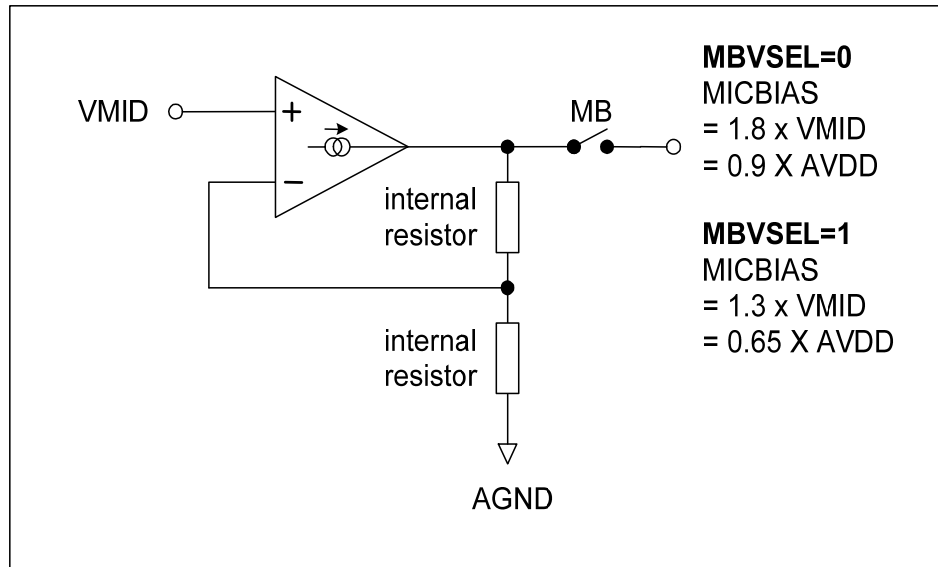 VMID
+
−
MB
internal
resistor
internal
resistor
AGND
MBVSEL=0
MICBIAS
= 1.8 x VMID
= 0.9 X AVDD
MBVSEL=1
MICBIAS
= 1.3 x VMID
= 0.65 X AVDD